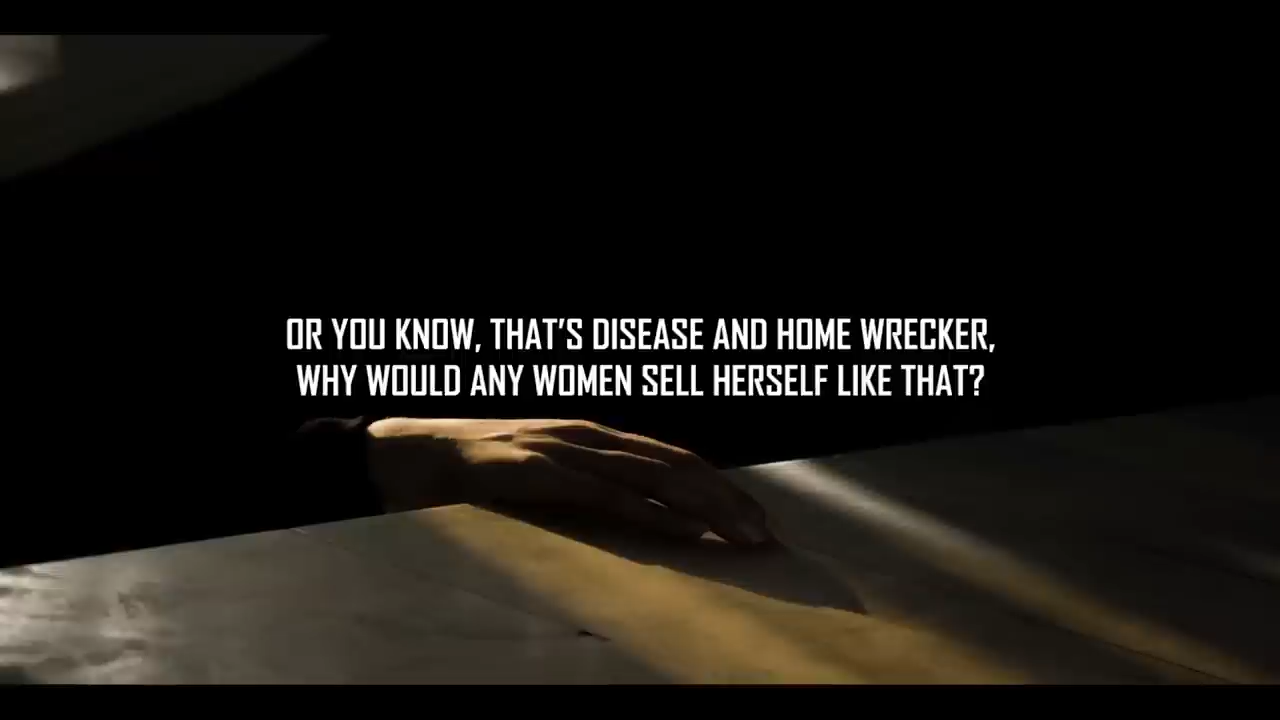 OR YOU KNOW, THAT'S DISEASE AND HOME WRECKER,
WHY WOULD ANY WOMEN SELL HERSELF LIKE THAT?